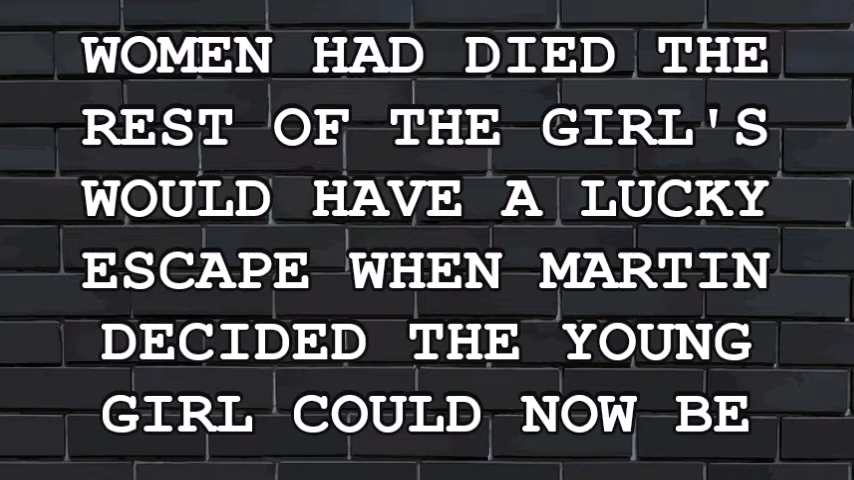 WOMEN HAD DIED THE
REST OF THE GIRL'S
WOULD HAVE A LUCKY
ESCAPE WHEN MARTIN
DECIDED THE YOUNG
GIRL COULD NOW BE